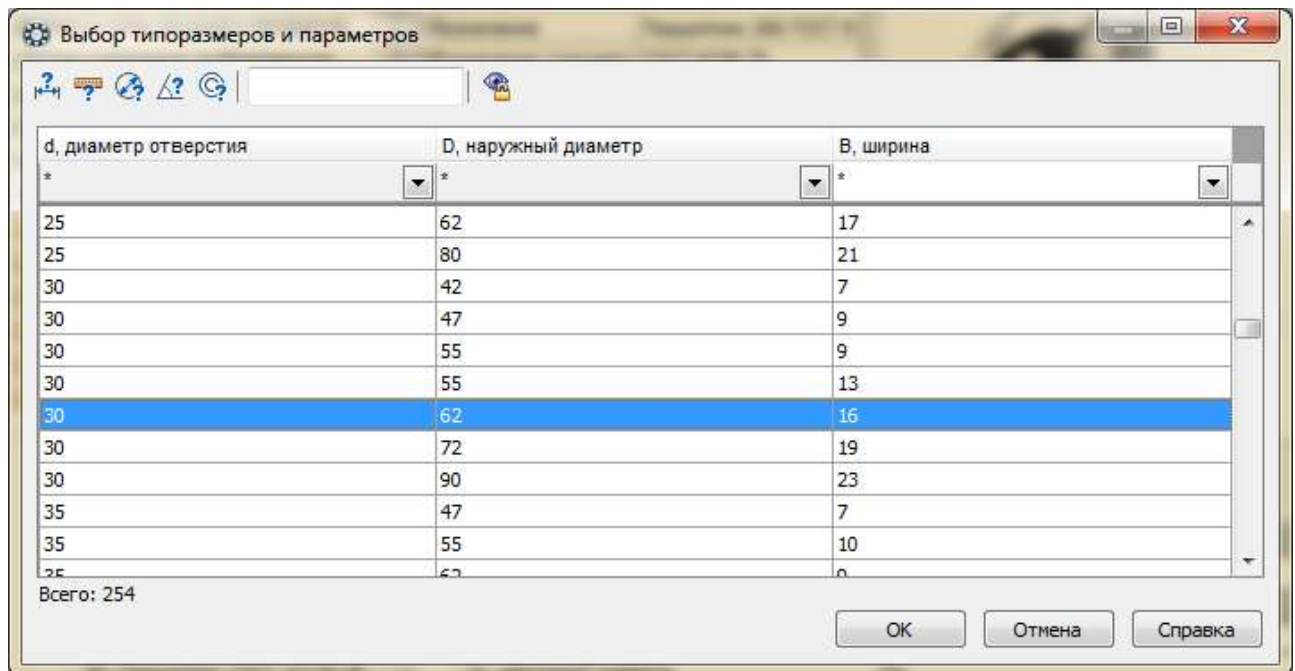 Выбор типоразмеров и параметров
d, диаметр отверстия D, наружный диаметр B, ширина
* * *
25 62 17
25 80 21
30 42 7
30 47 9
30 55 9
30 55 13
30 62 16
30 72 19
30 90 23
35 47 7
35 55 10
Всего: 254
OK Отмена Справка